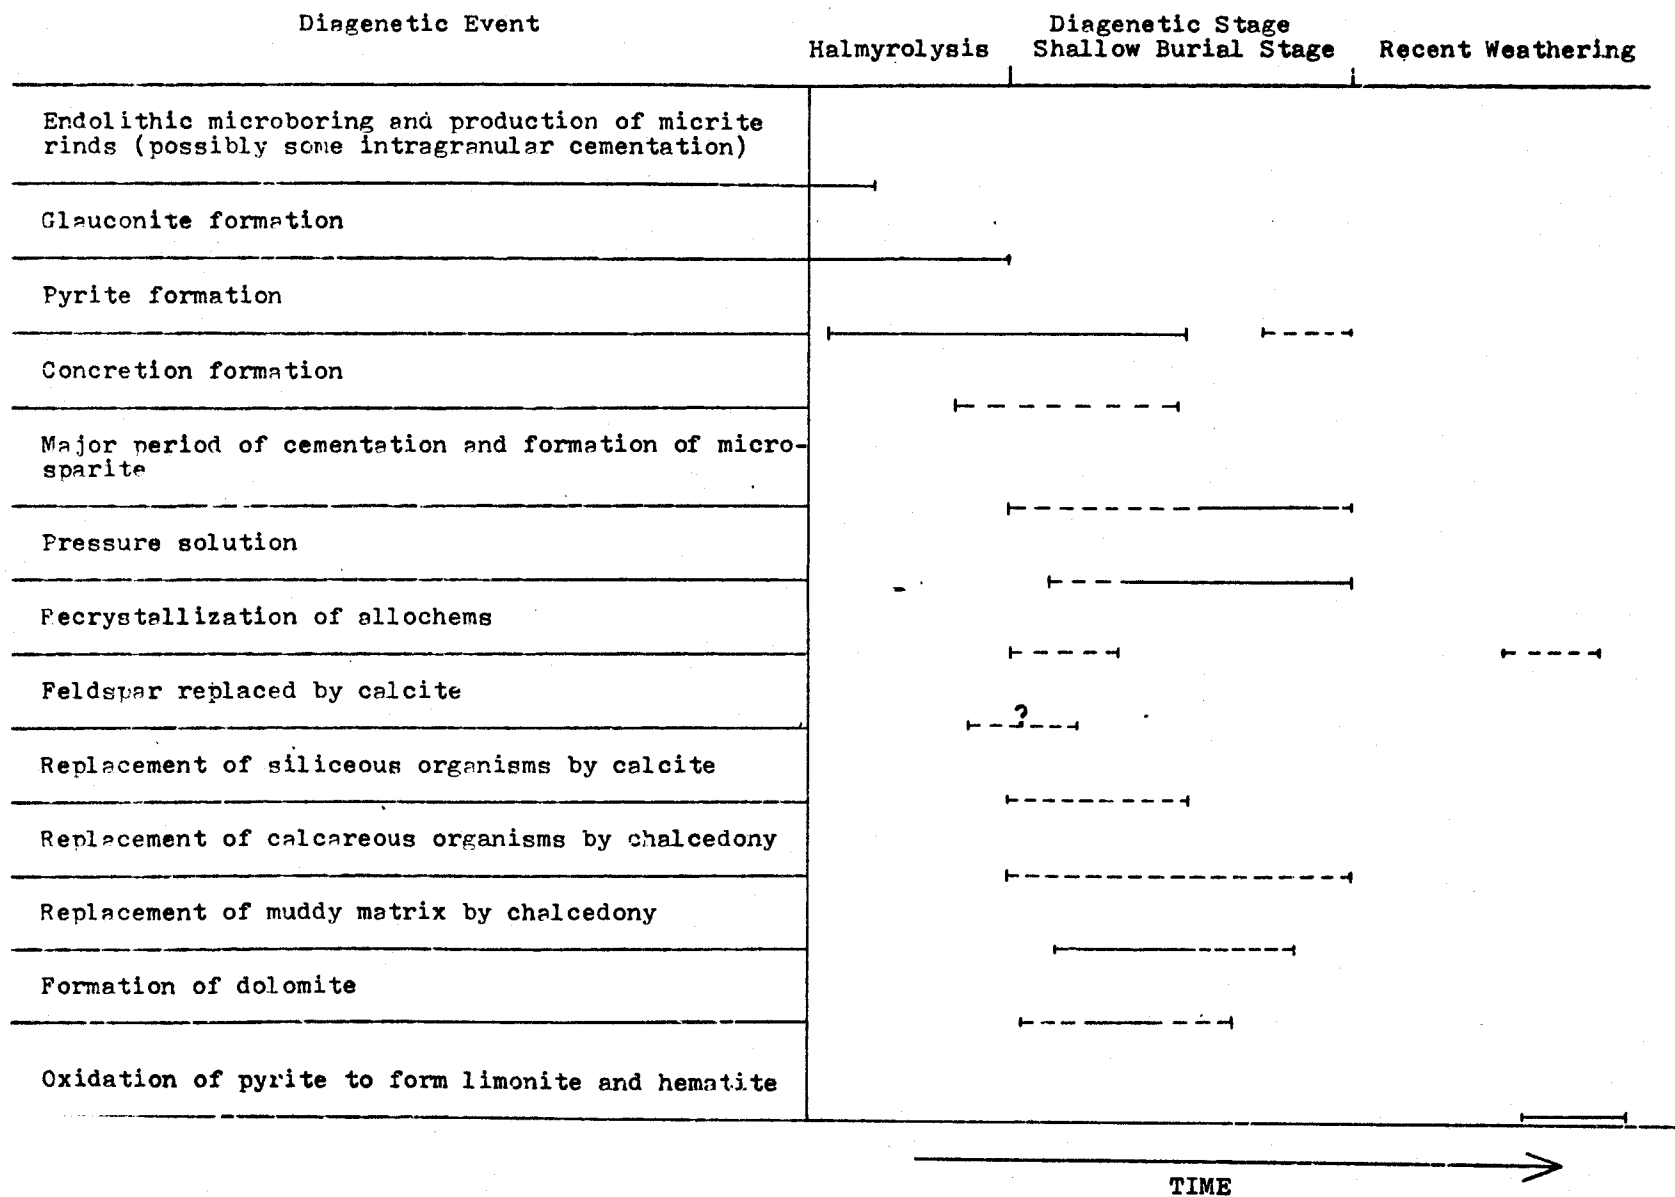 Diagenetic Event
Diagenetic Stage
Halmyrolysis
Shallow Burial Stage
Recent Weathering
Endolithic microboring and production of micrite
rinds (possibly some intragranular cementation)
Glauconite formation
Pyrite formation
Concretion formation
Major period of cementation and formation of micro-
sparite
Pressure solution
Recrystallization of allochems
Feldspar replaced by calcite
?
Replacement of siliceous organisms by calcite
Replacement of calcareous organisms by chalcedony
Replacement of muddy matrix by chalcedony
Formation of dolomite
Oxidation of pyrite to form limonite and hematite
TIME